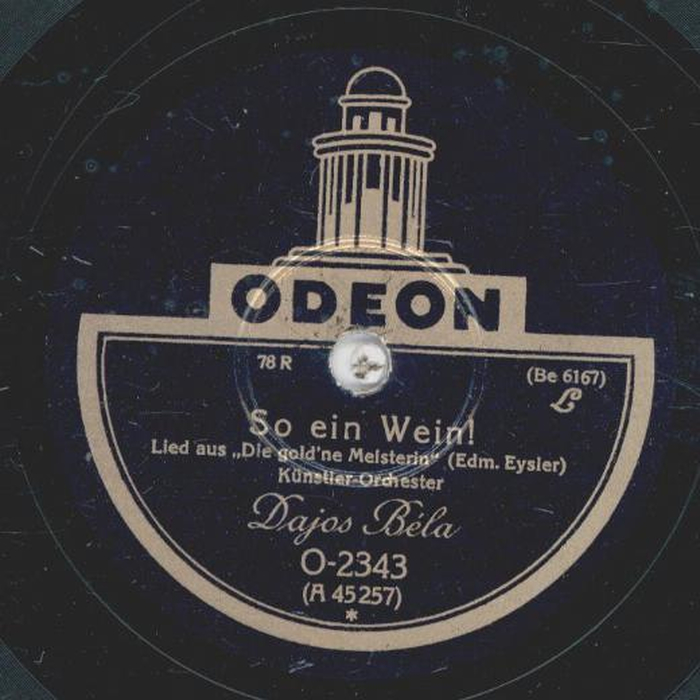 ODEON
78 R
(Be 6167)
L
So ein Wein!
Lied aus „Die gold'ne Meisterin“ (Edm. Eysler)
Künstler-Orchester
Dajos Béla
O-2343
(A 45257)
*